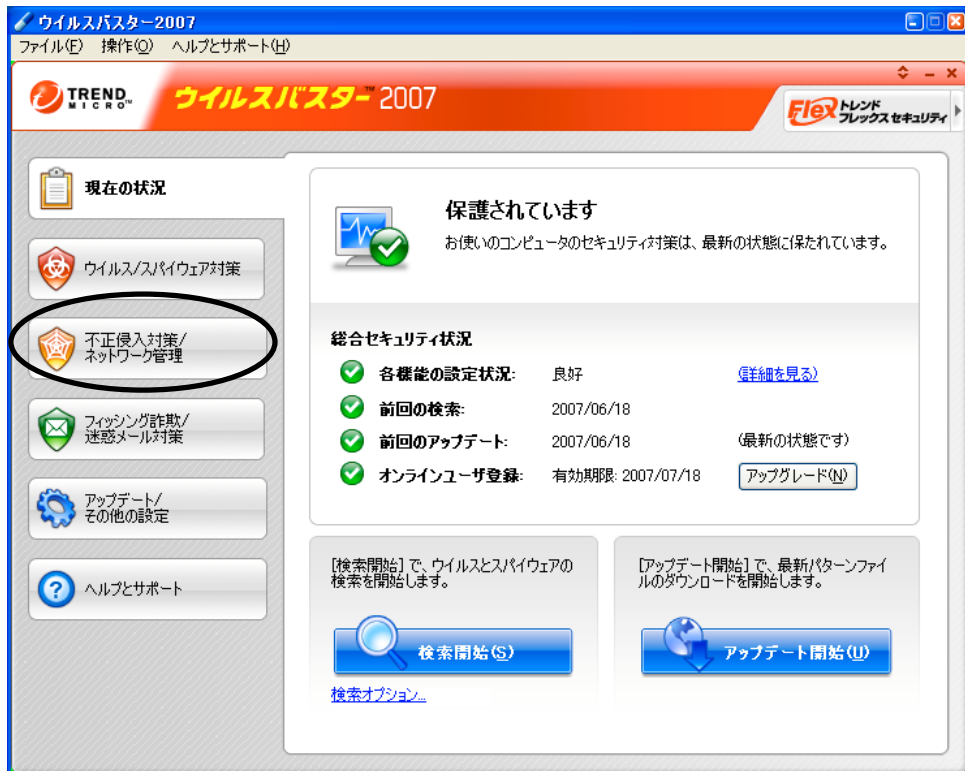 ウイルスバスター2007
ファイル(F) 操作(O) ヘルプとサポート(H)
TREND MICRO™ ウイルスバスター™ 2007
Flex トレンド フレックス セキュリティ
現在の状況
ウイルス/スパイウェア対策
不正侵入対策/
ネットワーク管理
フィッシング詐欺/
迷惑メール対策
アップデート/
その他の設定
ヘルプとサポート
保護されています
お使いのコンピュータのセキュリティ対策は、最新の状態に保たれています。
総合セキュリティ状況
各機能の設定状況: 良好 (詳細を見る)
前回の検索: 2007/06/18
前回のアップデート: 2007/06/18 (最新の状態です)
オンラインユーザ登録: 有効期限: 2007/07/18 アップグレード(N)
[検索開始] で、ウイルスとスパイウェアの
検索を開始します。
検索開始(S)
検索オプション...
[アップデート開始] で、最新パターンファイ
ルのダウンロードを開始します。
アップデート開始(U)